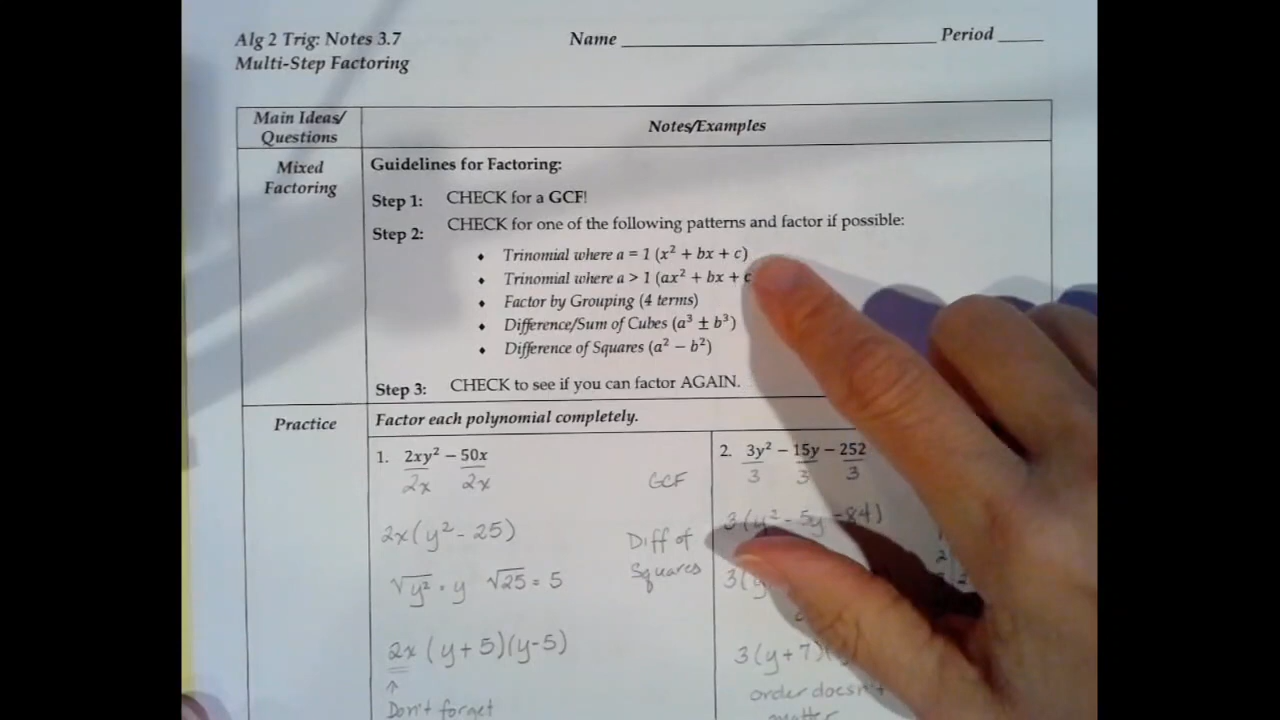 Alg 2 Trig: Notes 3.7
Name
Period
Multi-Step Factoring
Main Ideas/
Questions
Notes/Examples
Mixed
Factoring
Guidelines for Factoring:
Step 1: CHECK for a GCF!
Step 2: CHECK for one of the following patterns and factor if possible:
• Trinomial where a = 1 (x² + bx + c)
• Trinomial where a > 1 (ax² + bx + c
• Factor by Grouping (4 terms)
• Difference/Sum of Cubes (a³ ± b³)
• Difference of Squares (a² − b²)
Step 3: CHECK to see if you can factor AGAIN.
Practice
Factor each polynomial completely.
1. 2xy² − 50x
2x 2x
GCF
2x(y² - 25)
Diff of
Squares
√y² = y √25 = 5
2x (y+5)(y-5)
↑
Don't forget
2. 3y² − 15y − 252
3 3 3
3(y² - 5y - 84)
3(y
3(y+7)(
order doesn't
matter